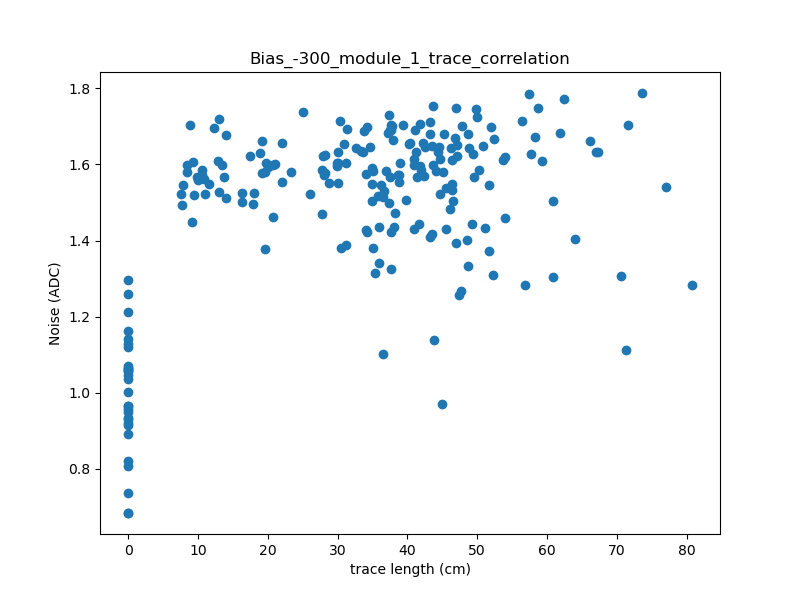 Bias_-300_module_1_trace_correlation
1.8
1.6
1.4
1.2
1.0
0.8
Noise (ADC)
0 10 20 30 40 50 60 70 80
trace length (cm)